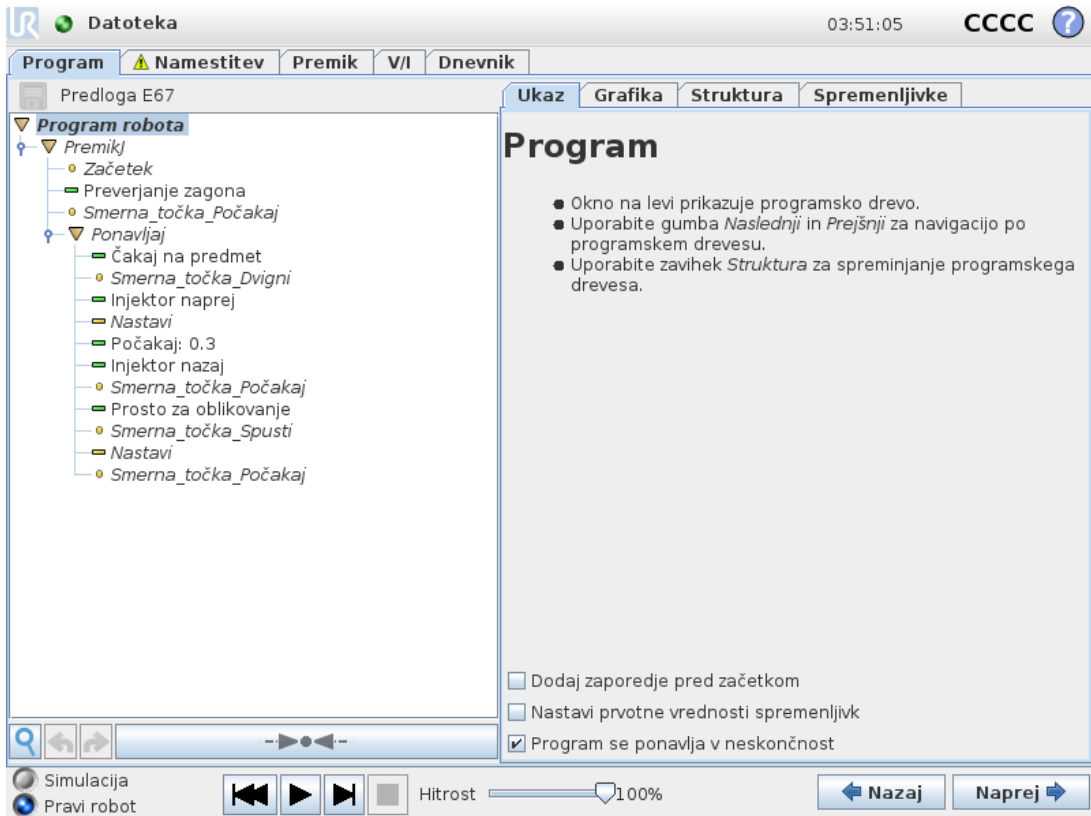 UR Datoteka 03:51:05 CCCC ?
Program Namestitev Premik V/I Dnevnik
Predloga E67
Program robota
PremikJ
Začetek
Preverjanje zagona
Smerna_točka_Počakaj
Ponavljaj
Čakaj na predmet
Smerna_točka_Dvigni
Injektor naprej
Nastavi
Počakaj: 0.3
Injektor nazaj
Smerna_točka_Počakaj
Prosto za oblikovanje
Smerna_točka_Spusti
Nastavi
Smerna_točka_Počakaj
Ukaz Grafika Struktura Spremenljivke
Program
Okno na levi prikazuje programsko drevo.
Uporabite gumba Naslednji in Prejšnji za navigacijo po
programskem drevesu.
Uporabite zavihek Struktura za spreminjanje programskega
drevesa.
Dodaj zaporedje pred začetkom
Nastavi prvotne vrednosti spremenljivk
Program se ponavlja v neskončnost
Simulacija
Pravi robot
Hitrost 100%
Nazaj Naprej